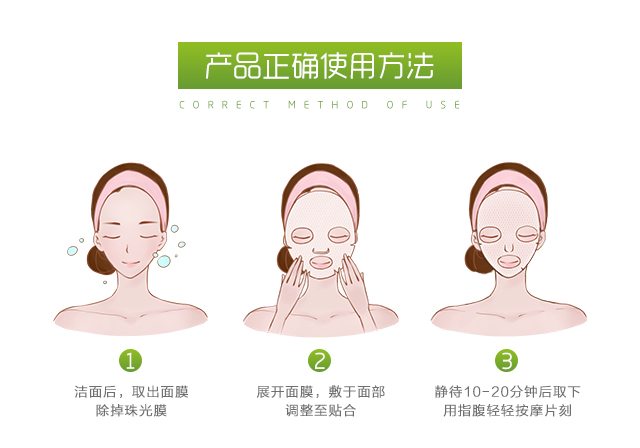 产品正确使用方法
CORRECT METHOD OF USE
1
洁面后，取出面膜
除掉珠光膜
2
展开面膜，敷于面部
调整至贴合
3
静待10-20分钟后取下
用指腹轻轻按摩片刻